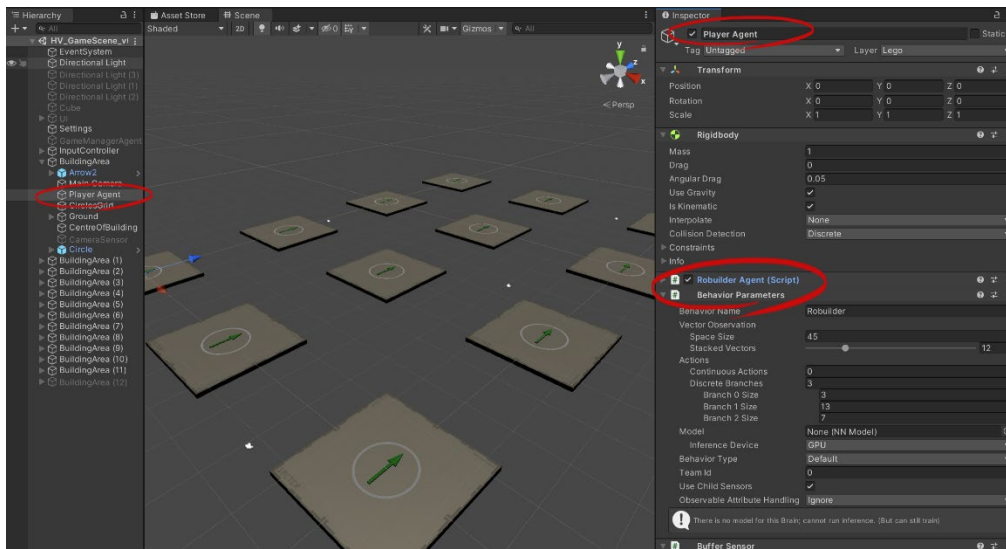 Hierarchy
All
HV_GameScene_v
EventSystem
Directional Light
Directional Light (3)
Directional Light (1)
Directional Light (2)
Cube
UI
Settings
GameManagerAgent
InputController
BuildingArea
Arrow2
Main Camera
Player Agent
CirclesGrid
Ground
CentreOfBuilding
CameraSensor
Circle
BuildingArea (1)
BuildingArea (2)
BuildingArea (3)
BuildingArea (4)
BuildingArea (5)
BuildingArea (6)
BuildingArea (7)
BuildingArea (8)
BuildingArea (9)
BuildingArea (10)
BuildingArea (11)
BuildingArea (12)
Asset Store Scene
Shaded 2D 0 Gizmos All
y
z
x
Persp
Inspector
Player Agent Static
Tag Untagged Layer Lego
Transform
Position X 0 Y 0 Z 0
Rotation X 0 Y 0 Z 0
Scale X 1 Y 1 Z 1
Rigidbody
Mass 1
Drag 0
Angular Drag 0.05
Use Gravity
Is Kinematic
Interpolate None
Collision Detection Discrete
Constraints
Info
# Robuilder Agent (Script)
# Behavior Parameters
Behavior Name Robuilder
Vector Observation
Space Size 45
Stacked Vectors 12
Actions
Continuous Actions 0
Discrete Branches 3
Branch 0 Size 3
Branch 1 Size 13
Branch 2 Size 7
Model None (NN Model)
Inference Device GPU
Behavior Type Default
Team Id 0
Use Child Sensors
Observable Attribute Handling Ignore
There is no model for this Brain; cannot run inference. (But can still train)
# Buffer Sensor